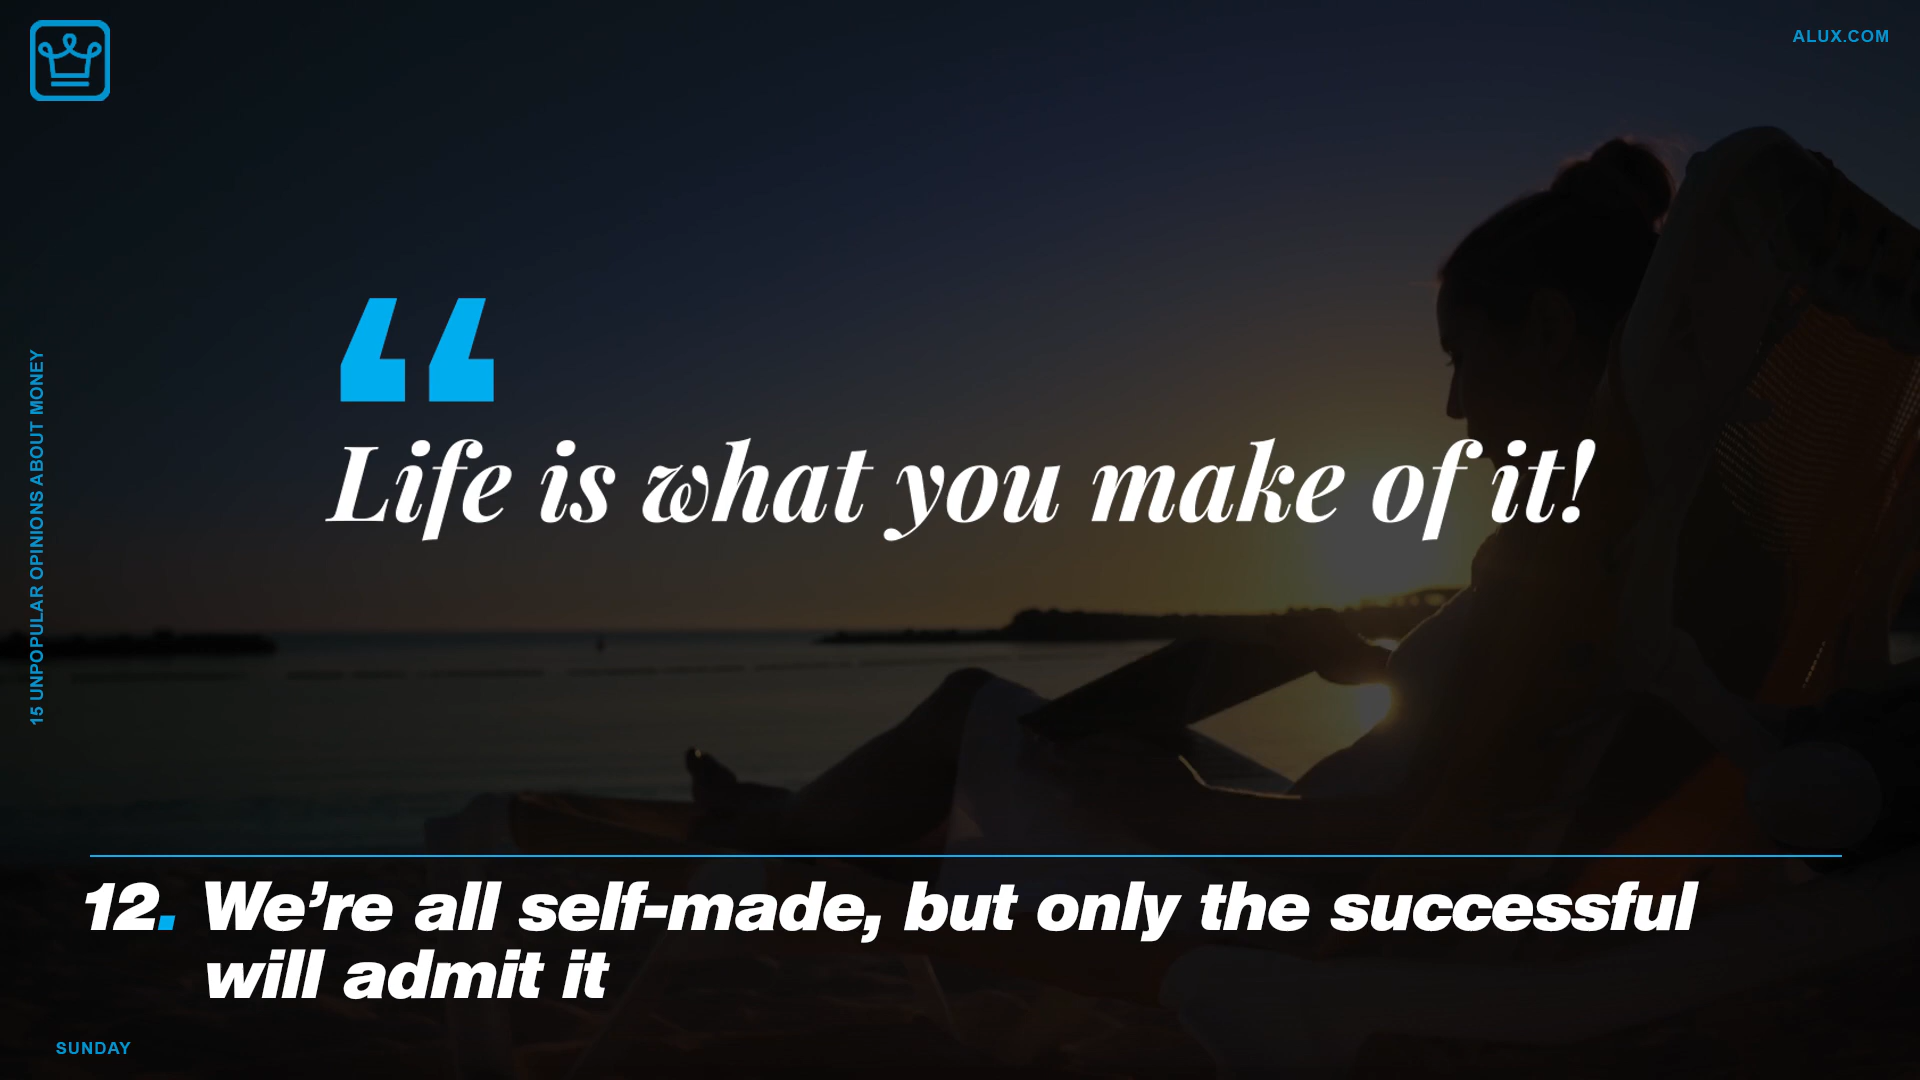 ALUX.COM
15 UNPOPULAR OPINIONS ABOUT MONEY
“
Life is what you make of it!
12. We’re all self-made, but only the successful
will admit it
SUNDAY